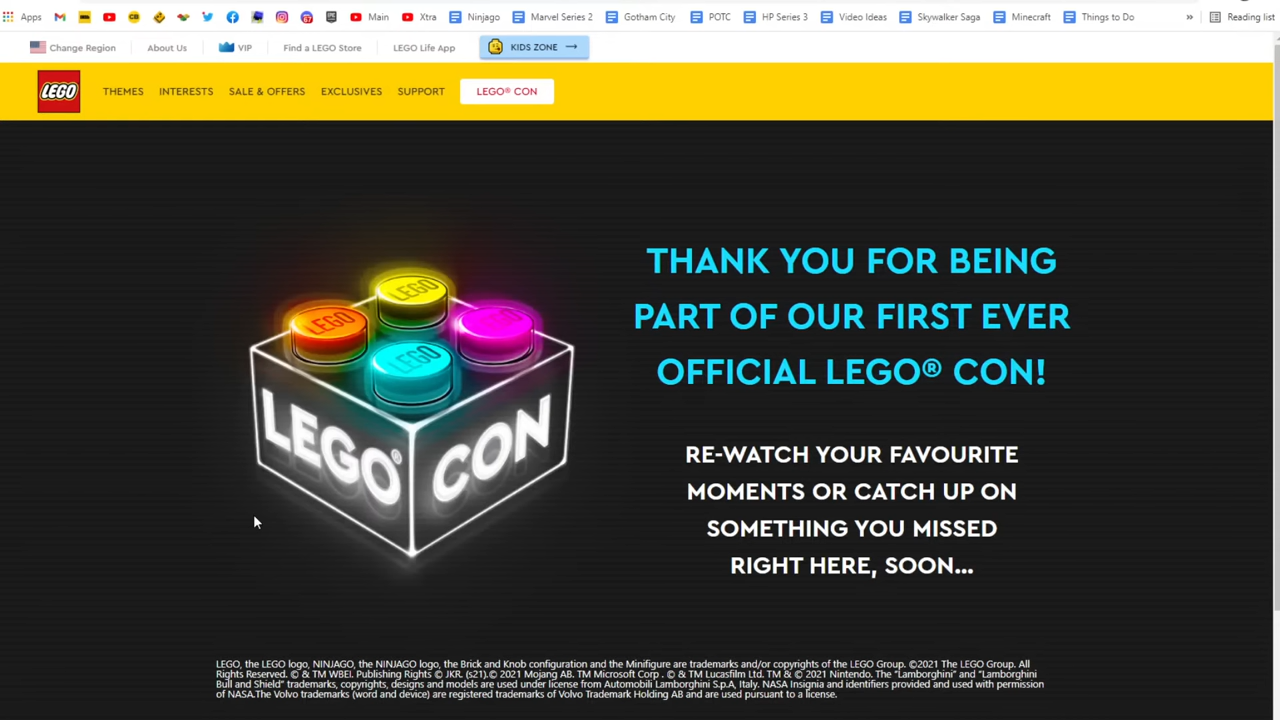 Apps Main Xtra Ninjago Marvel Series 2 Gotham City POTC HP Series 3 Video Ideas Skywalker Saga Minecraft Things to Do » Reading list
Change Region About Us VIP Find a LEGO Store LEGO Life App KIDS ZONE →
LEGO THEMES INTERESTS SALE & OFFERS EXCLUSIVES SUPPORT LEGO® CON
THANK YOU FOR BEING
PART OF OUR FIRST EVER
OFFICIAL LEGO® CON!
LEGO
LEGO
LEGO
LEGO
LEGO® CON
RE-WATCH YOUR FAVOURITE
MOMENTS OR CATCH UP ON
SOMETHING YOU MISSED
RIGHT HERE, SOON...
LEGO, the LEGO logo, NINJAGO, the NINJAGO logo, the Brick and Knob configuration and the Minifigure are trademarks and/or copyrights of the LEGO Group. ©2021 The LEGO Group. All
Rights Reserved. © & TM WBEI. Publishing Rights © JKR. (s21).© 2021 Mojang AB. TM Microsoft Corp . © & TM Lucasfilm Ltd. TM & © 2021 Nintendo. The "Lamborghini" and "Lamborghini
Bull and Shield" trademarks, copyrights, designs and models are used under license from Automobili Lamborghini S.p.A, Italy. NASA Insignia and identifiers provided and used with permission
of NASA.The Volvo trademarks (word and device) are registered trademarks of Volvo Trademark Holding AB and are used pursuant to a license.